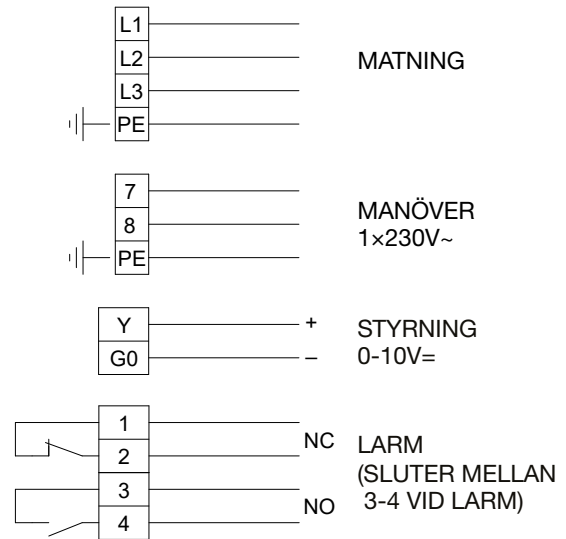 L1
L2
L3
PE
MATNING
7
8
PE
MANÖVER
1×230V~
Y +
G0 –
STYRNING
0-10V=
1
2
NC
3
4
NO
LARM
(SLUTER MELLAN
3-4 VID LARM)